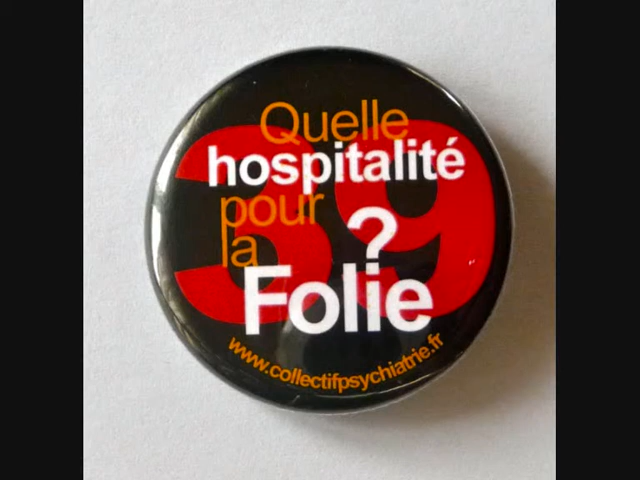 39
Quelle
hospitalité
pour
la
?
Folie
www.collectifpsychiatrie.fr